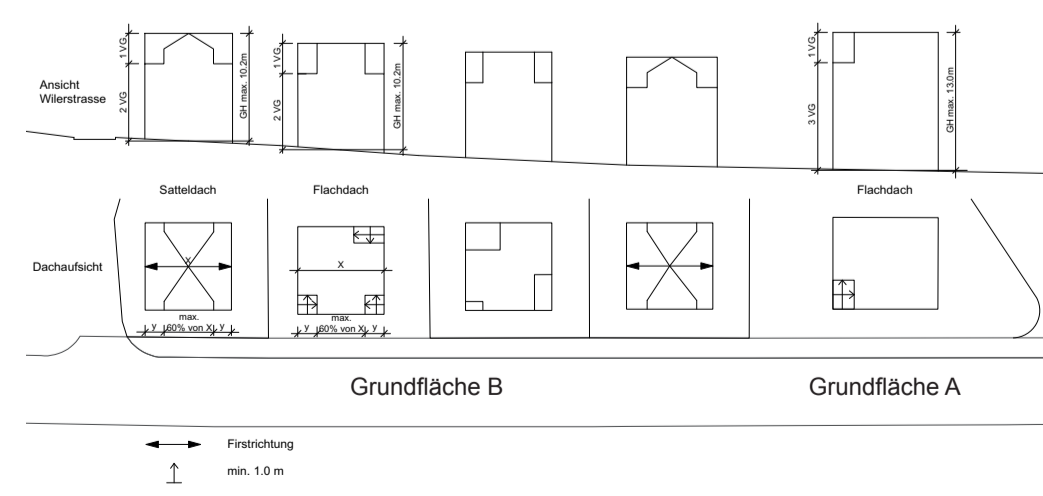 1 VG
2 VG
GH max. 10.2m
1 VG
2 VG
GH max. 10.2m
1 VG
3 VG
GH max. 13.0m
Ansicht
Wilerstrasse
Satteldach
Flachdach
Flachdach
Dachaufsicht
X
X
max.
y 60% von X y
max.
y 60% von X y
Grundfläche B
Grundfläche A
Firstrichtung
min. 1.0 m